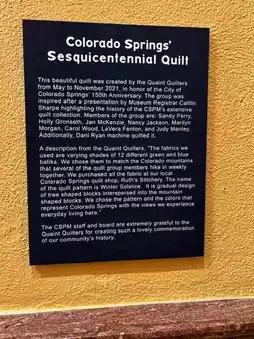 Colorado Springs'
Sesquicentennial Quilt
This beautiful quilt was created by the Quaint Quilters
from May to November 2021, in honor of the City of
Colorado Springs' 150th Anniversary. The group was
inspired after a presentation by Museum Registrar Caitlin
Sharpe highlighting the history of the CSPM's extensive
quilt collection. Members of the group are: Sandy Perry,
Holly Gronseth, Jan McKenzie, Nancy Jackson, Marilyn
Morgan, Carol Wood, LaVera Fenton, and Judy Manley.
Additionally, Dani Ryan machine quilted it.
A description from the Quaint Quilters, "The fabrics we
used are varying shades of 12 different green and blue
batiks. We chose them to match the Colorado mountains
that several of the quilt group members hike in weekly
together. We purchased all the fabric at our local
Colorado Springs quilt shop, Ruth's Stitchery. The name
of the quilt pattern is Winter Solstice. It is gradual design
of tree shaped blocks interspersed into the mountain
shaped blocks. We chose the pattern and the colors that
represent Colorado Springs with the views we experience
everyday living here."
The CSPM staff and board are extremely grateful to the
Quaint Quilters for creating such a lovely commemoration
of our community's history.